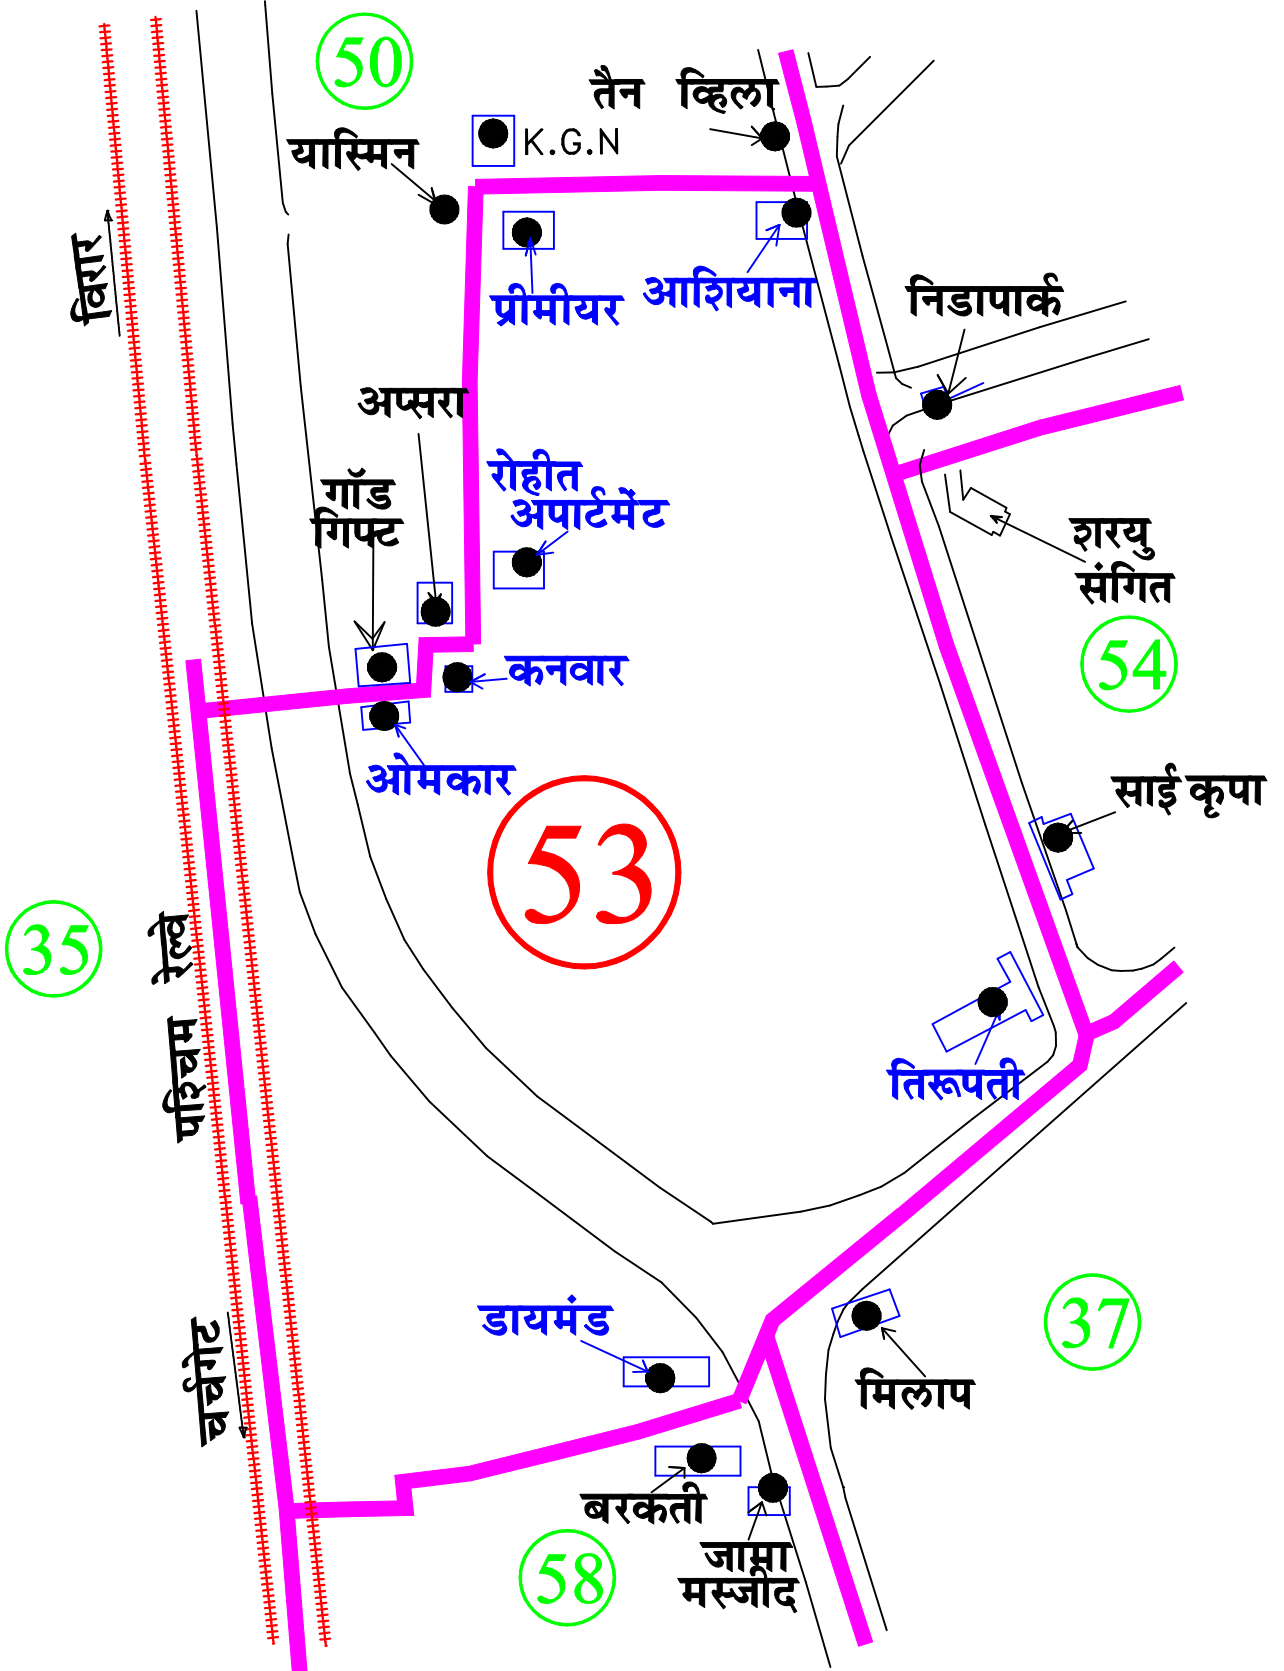 50
तैन व्हिला
K.G.N
यास्मिन
विरार
प्रीमीयर
आशियाना
निडापार्क
अप्सरा
रोहीत
अपार्टमेंट
गॉड
गिफ्ट
शरयु
संगित
54
कनवार
ओमकार
साई कृपा
53
35
पश्चिम रेल्वे
तिरूपती
डायमंड
37
चर्चगेट
मिलाप
बरकती
जामा
मस्जीद
58